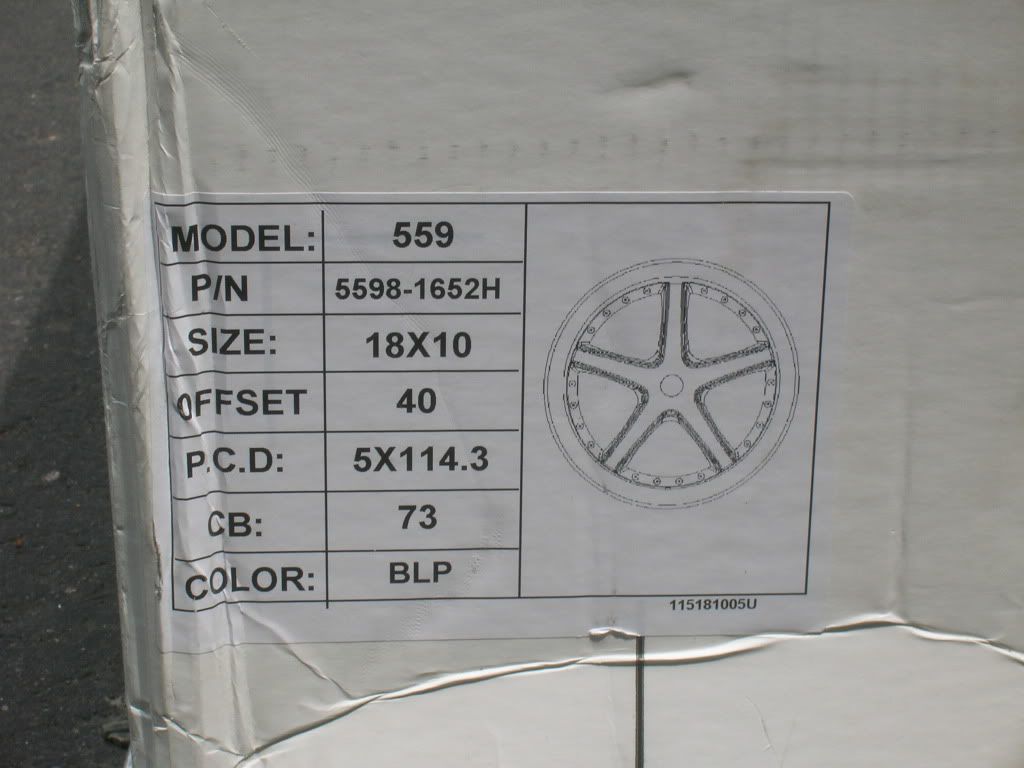 MODEL: 559
P/N 5598-1652H
SIZE: 18X10
OFFSET 40
P.C.D: 5X114.3
CB: 73
COLOR: BLP
115181005U